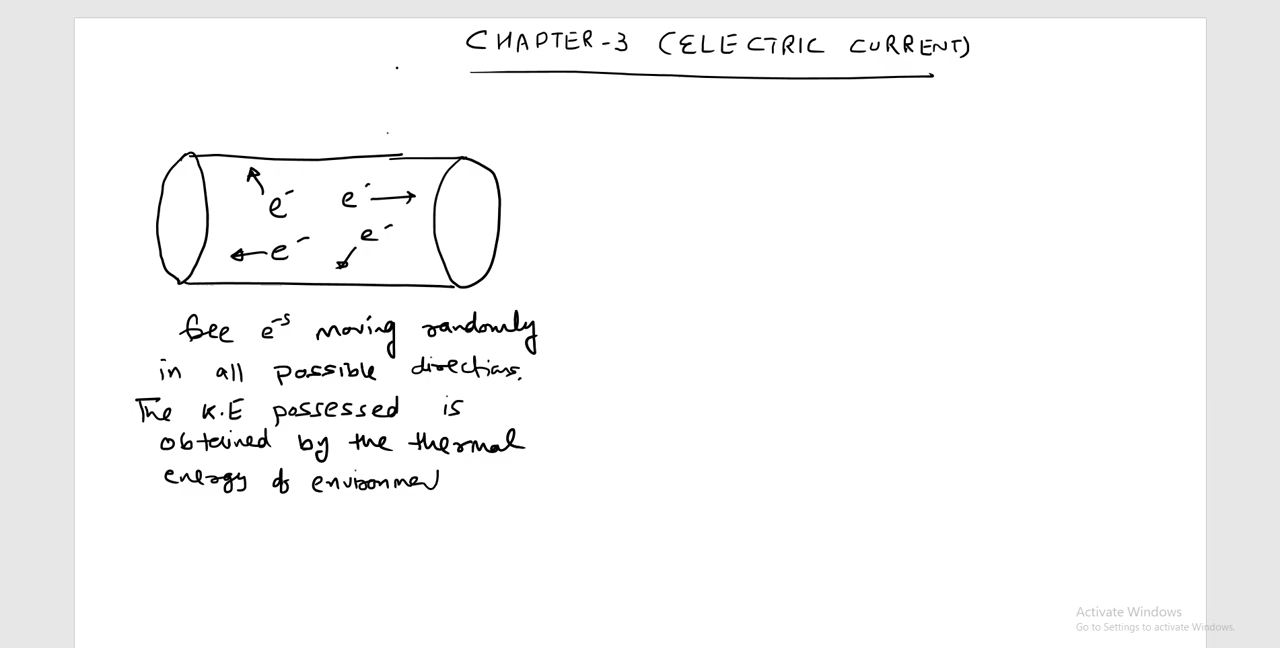 CHAPTER-3 (ELECTRIC CURRENT)
e⁻ e⁻
e⁻
e⁻
free e⁻ˢ moving randomly
in all possible directions.
The K.E possessed is
obtained by the thermal
energy of environmen
Activate Windows
Go to Settings to activate Windows.